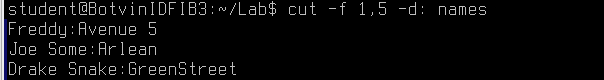 student@BotvinIDFIB3:~/Lab$ cut -f 1,5 -d: names
Freddy:Avenue 5
Joe Some:Arlean
Drake Snake:GreenStreet